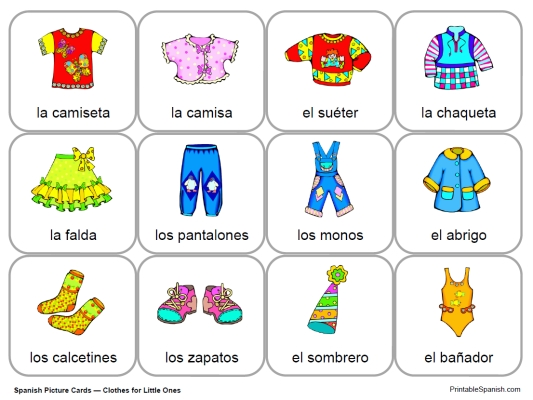 la camiseta
la camisa
el suéter
la chaqueta
la falda
los pantalones
los monos
el abrigo
los calcetines
los zapatos
el sombrero
el bañador
Spanish Picture Cards — Clothes for Little Ones
PrintableSpanish.com